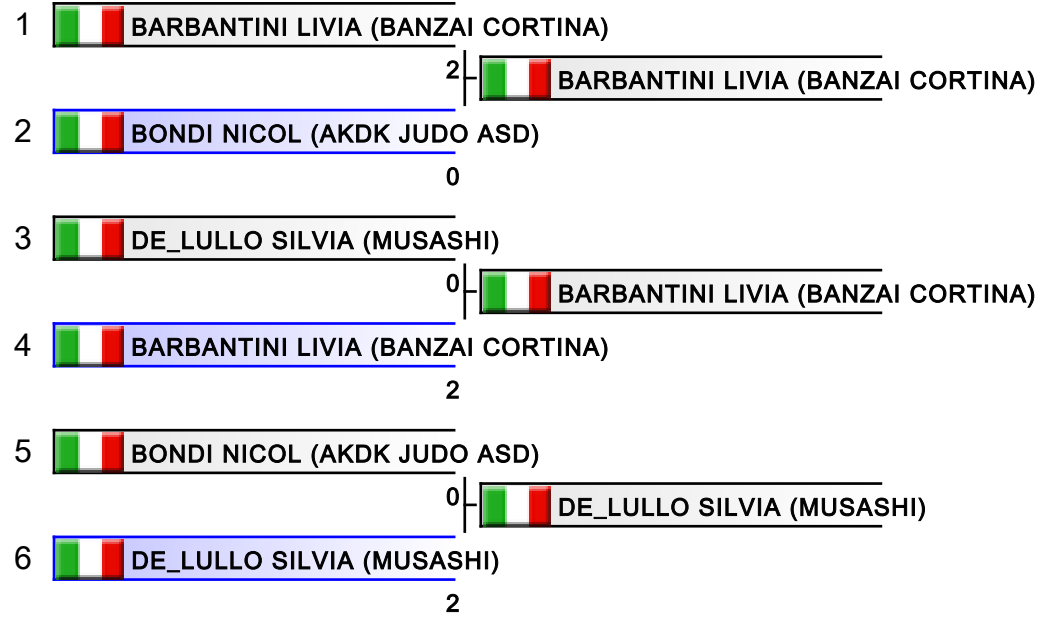 1 BARBANTINI LIVIA (BANZAI CORTINA)
2 BARBANTINI LIVIA (BANZAI CORTINA)
2 BONDI NICOL (AKDK JUDO ASD)
0
3 DE_LULLO SILVIA (MUSASHI)
0 BARBANTINI LIVIA (BANZAI CORTINA)
4 BARBANTINI LIVIA (BANZAI CORTINA)
2
5 BONDI NICOL (AKDK JUDO ASD)
0 DE_LULLO SILVIA (MUSASHI)
6 DE_LULLO SILVIA (MUSASHI)
2